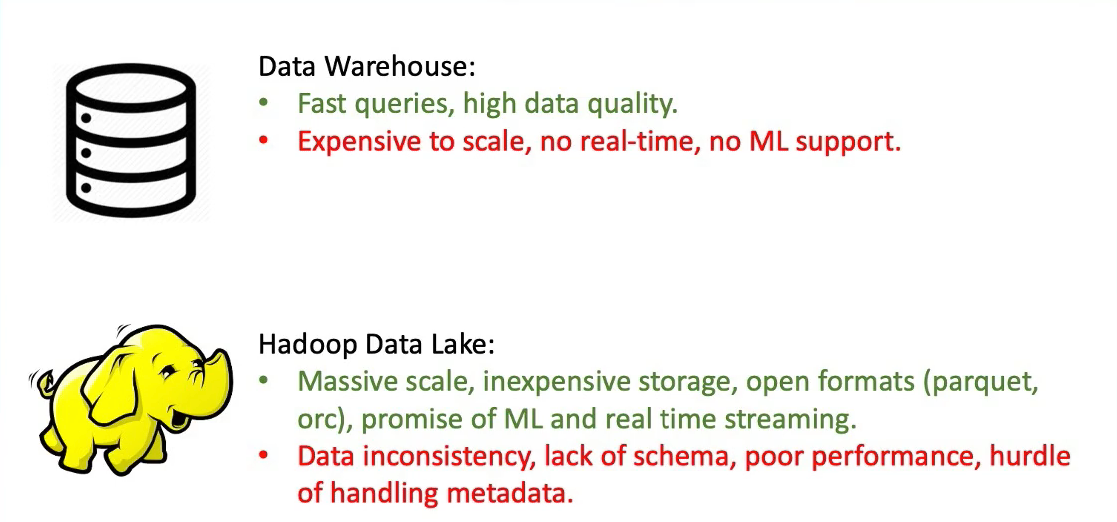 Data Warehouse:
• Fast queries, high data quality.
• Expensive to scale, no real-time, no ML support.
Hadoop Data Lake:
• Massive scale, inexpensive storage, open formats (parquet,
orc), promise of ML and real time streaming.
• Data inconsistency, lack of schema, poor performance, hurdle
of handling metadata.